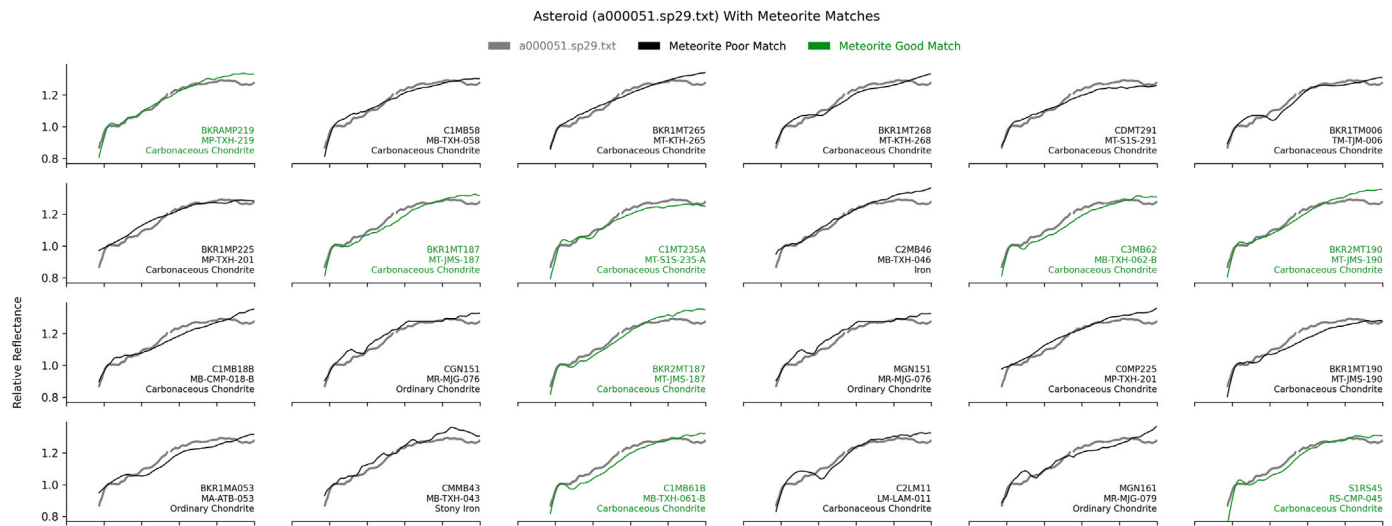 Asteroid (a000051.sp29.txt) With Meteorite Matches
a000051.sp29.txt Meteorite Poor Match Meteorite Good Match
Relative Reflectance
1.2
1.0
0.8
BKRAMP219
MP-TXH-219
Carbonaceous Chondrite
C1MB58
MB-TXH-058
Carbonaceous Chondrite
BKR1MT265
MT-KTH-265
Carbonaceous Chondrite
BKR1MT268
MT-KTH-268
Carbonaceous Chondrite
CDMT291
MT-S1S-291
Carbonaceous Chondrite
BKR1TM006
TM-TJM-006
Carbonaceous Chondrite
1.2
1.0
0.8
BKR1MP225
MP-TXH-201
Carbonaceous Chondrite
BKR1MT187
MT-JMS-187
Carbonaceous Chondrite
C1MT235A
MT-S1S-235-A
Carbonaceous Chondrite
C2MB46
MB-TXH-046
Iron
C3MB62
MB-TXH-062-B
Carbonaceous Chondrite
BKR2MT190
MT-JMS-190
Carbonaceous Chondrite
1.2
1.0
0.8
C1MB18B
MB-CMP-018-B
Carbonaceous Chondrite
CGN151
MR-MJG-076
Ordinary Chondrite
BKR2MT187
MT-JMS-187
Carbonaceous Chondrite
MGN151
MR-MJG-076
Ordinary Chondrite
C0MP225
MP-TXH-201
Carbonaceous Chondrite
BKR1MT190
MT-JMS-190
Carbonaceous Chondrite
1.2
1.0
0.8
BKR1MA053
MA-ATB-053
Ordinary Chondrite
CMMB43
MB-TXH-043
Stony Iron
C1MB61B
MB-TXH-061-B
Carbonaceous Chondrite
C2LM11
LM-LAM-011
Carbonaceous Chondrite
MGN161
MR-MJG-079
Ordinary Chondrite
S1RS45
RS-CMP-045
Carbonaceous Chondrite